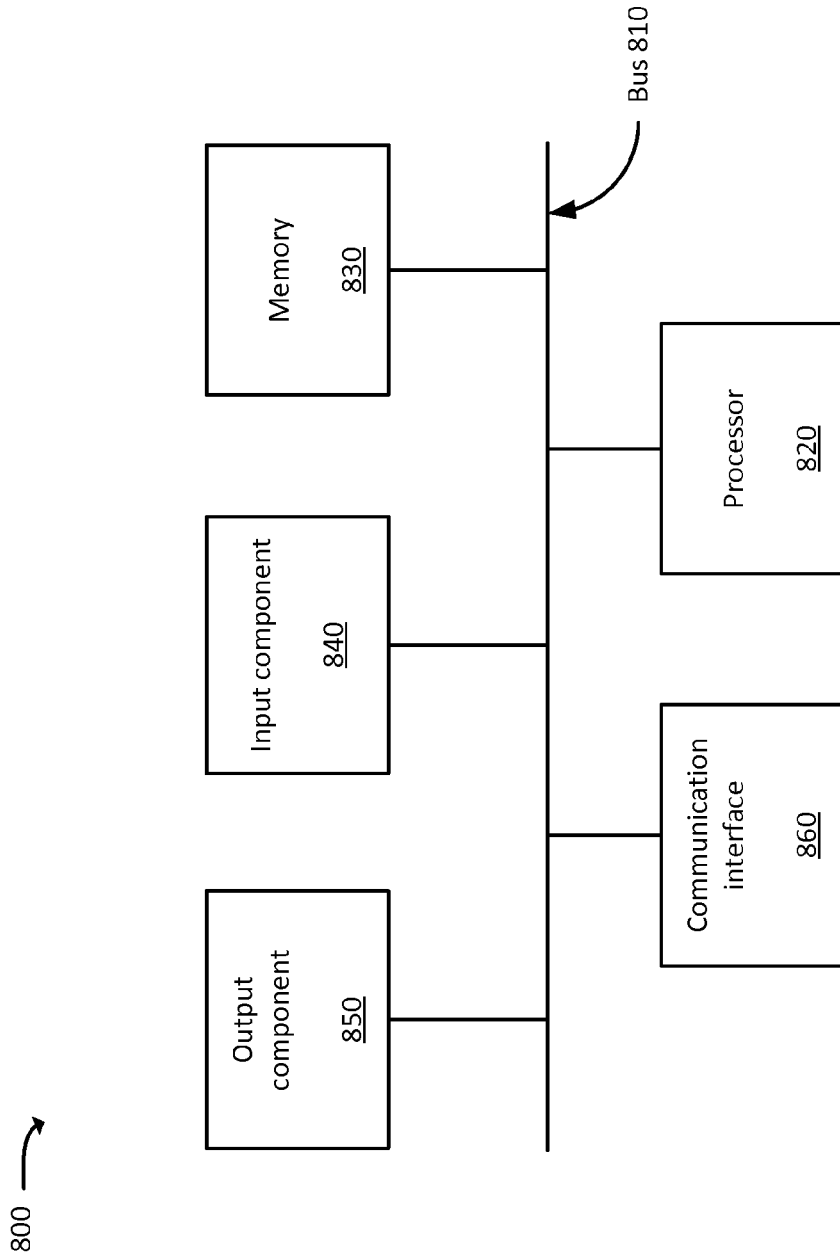 800
Output
component
850
Input component
840
Memory
830
Communication
interface
860
Processor
820
Bus 810